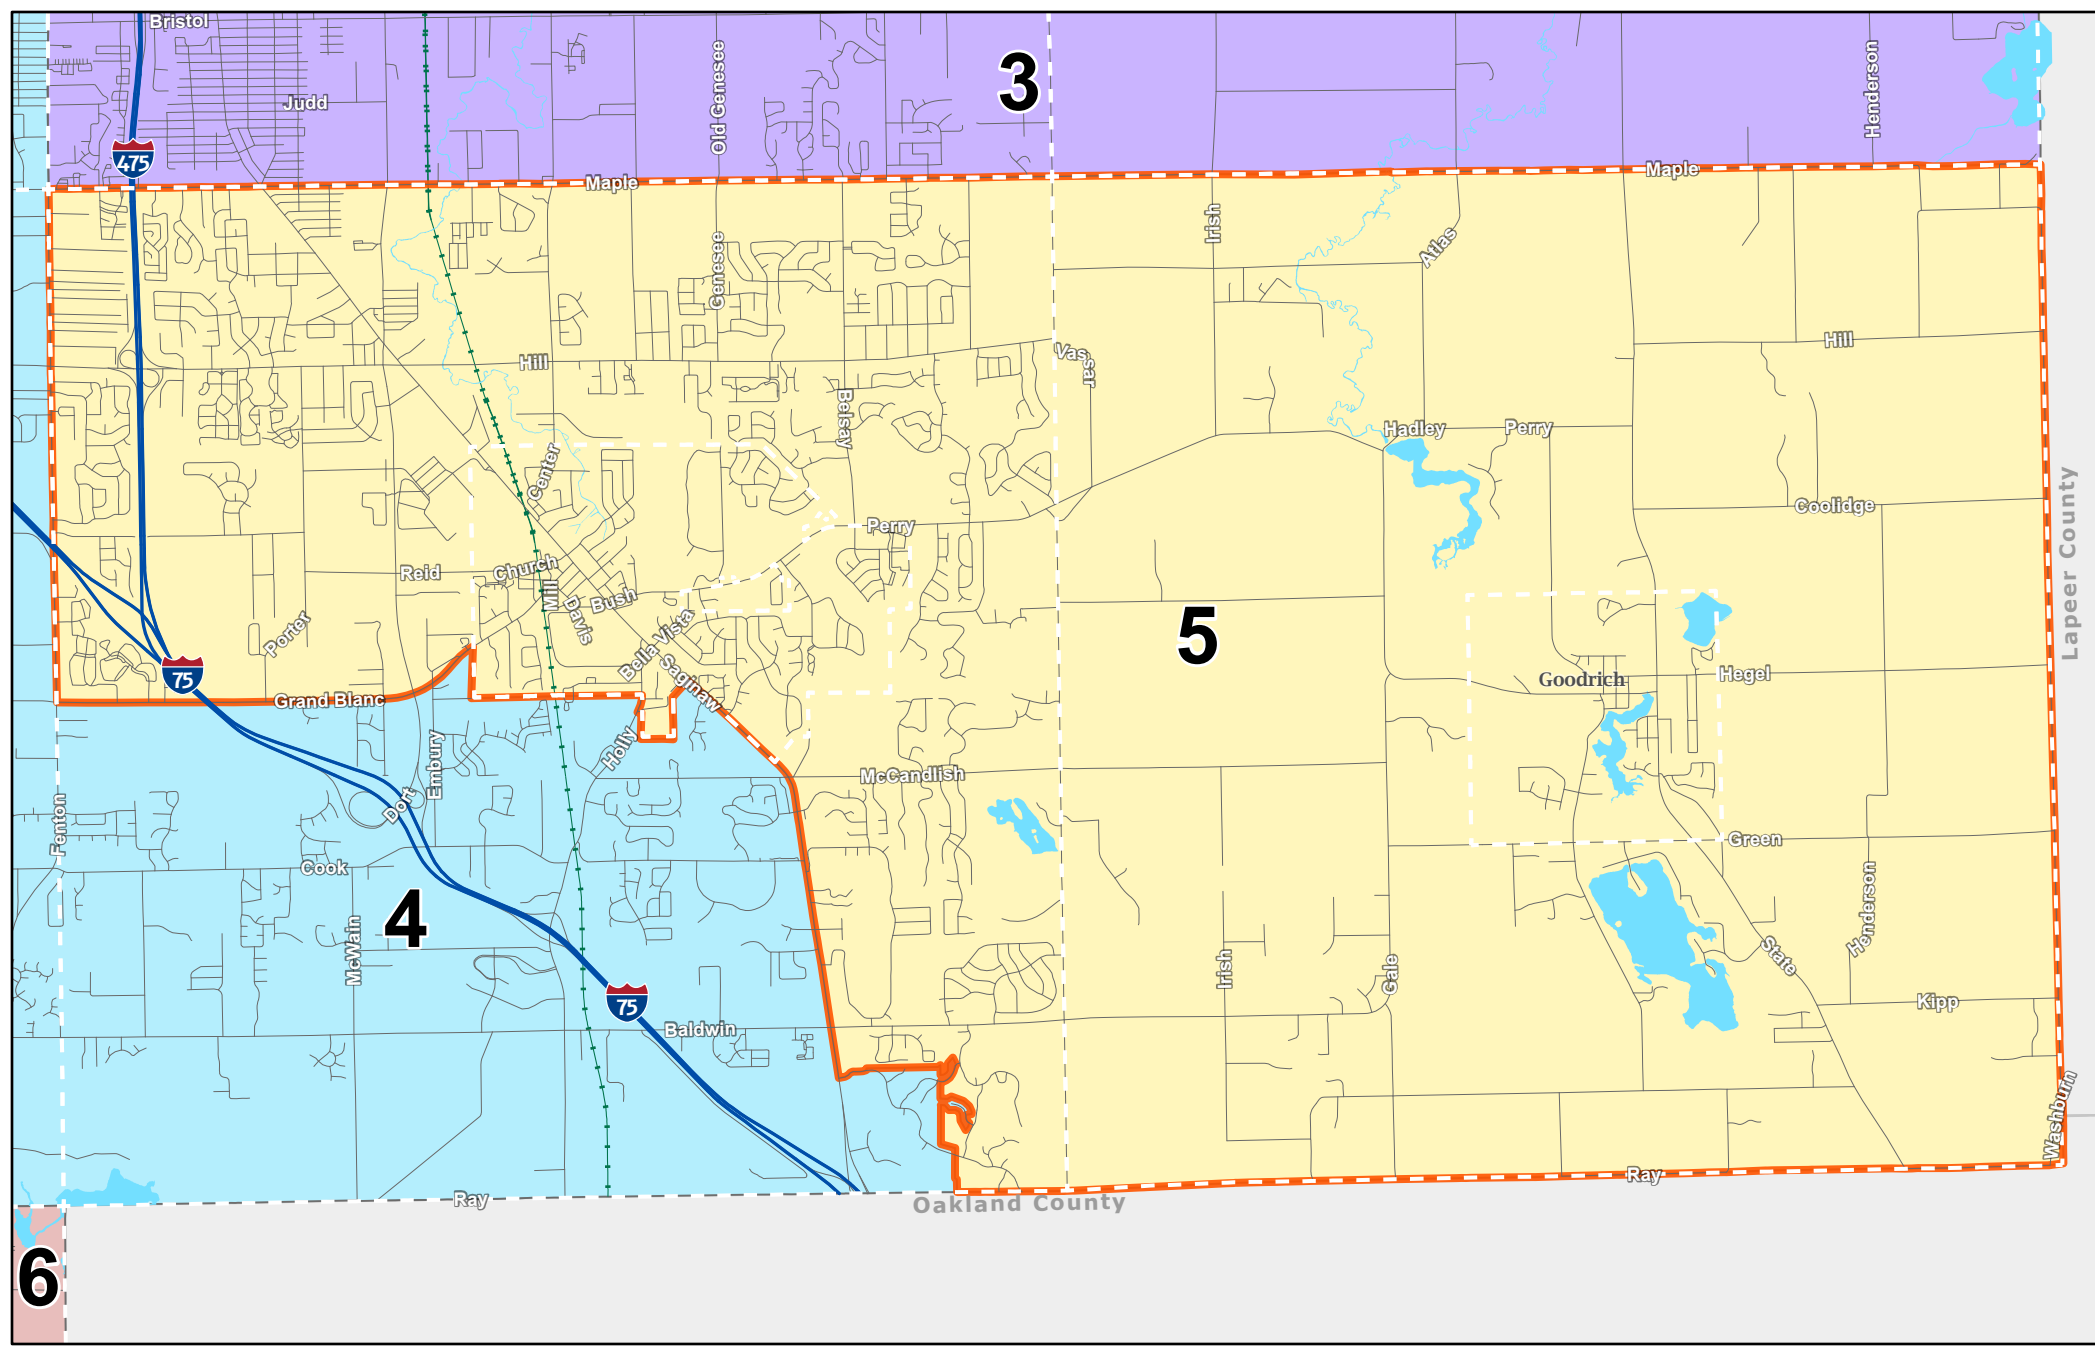 Bristol
3
Judd
Old Genesee
Henderson
475
Maple
Maple
Genesee
Irish
Atlas
Hill
Vassar
Hill
Belsay
Hadley
Perry
Center
Coolidge
Perry
Lapeer County
Church
Reid
Mill
Bush
Davis
Porter
Bella Vista
5
75
Saginaw
Goodrich
Hegel
Grand Blanc
Holly
Embury
McCandlish
Dort
Fenton
Green
Cook
4
McWain
Henderson
State
Irish
Gale
75
Kipp
Baldwin
Washburn
Ray
Ray
Oakland County
6